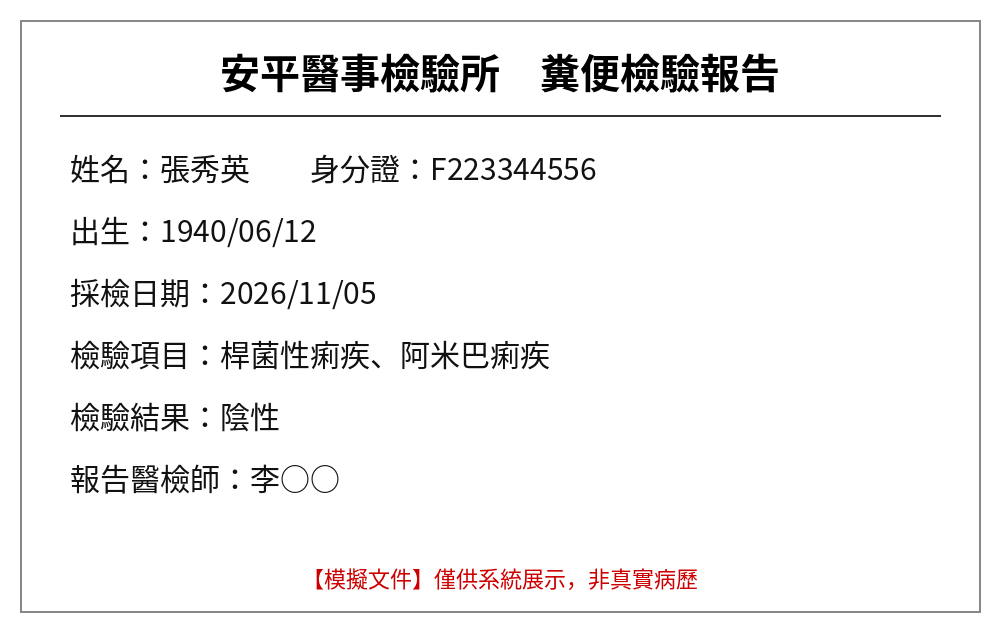 安平醫事檢驗所　糞便檢驗報告
姓名：張秀英　　身分證：F223344556
出生：1940/06/12
採檢日期：2026/11/05
檢驗項目：桿菌性痢疾、阿米巴痢疾
檢驗結果：陰性
報告醫檢師：李○○
【模擬文件】僅供系統展示，非真實病歷